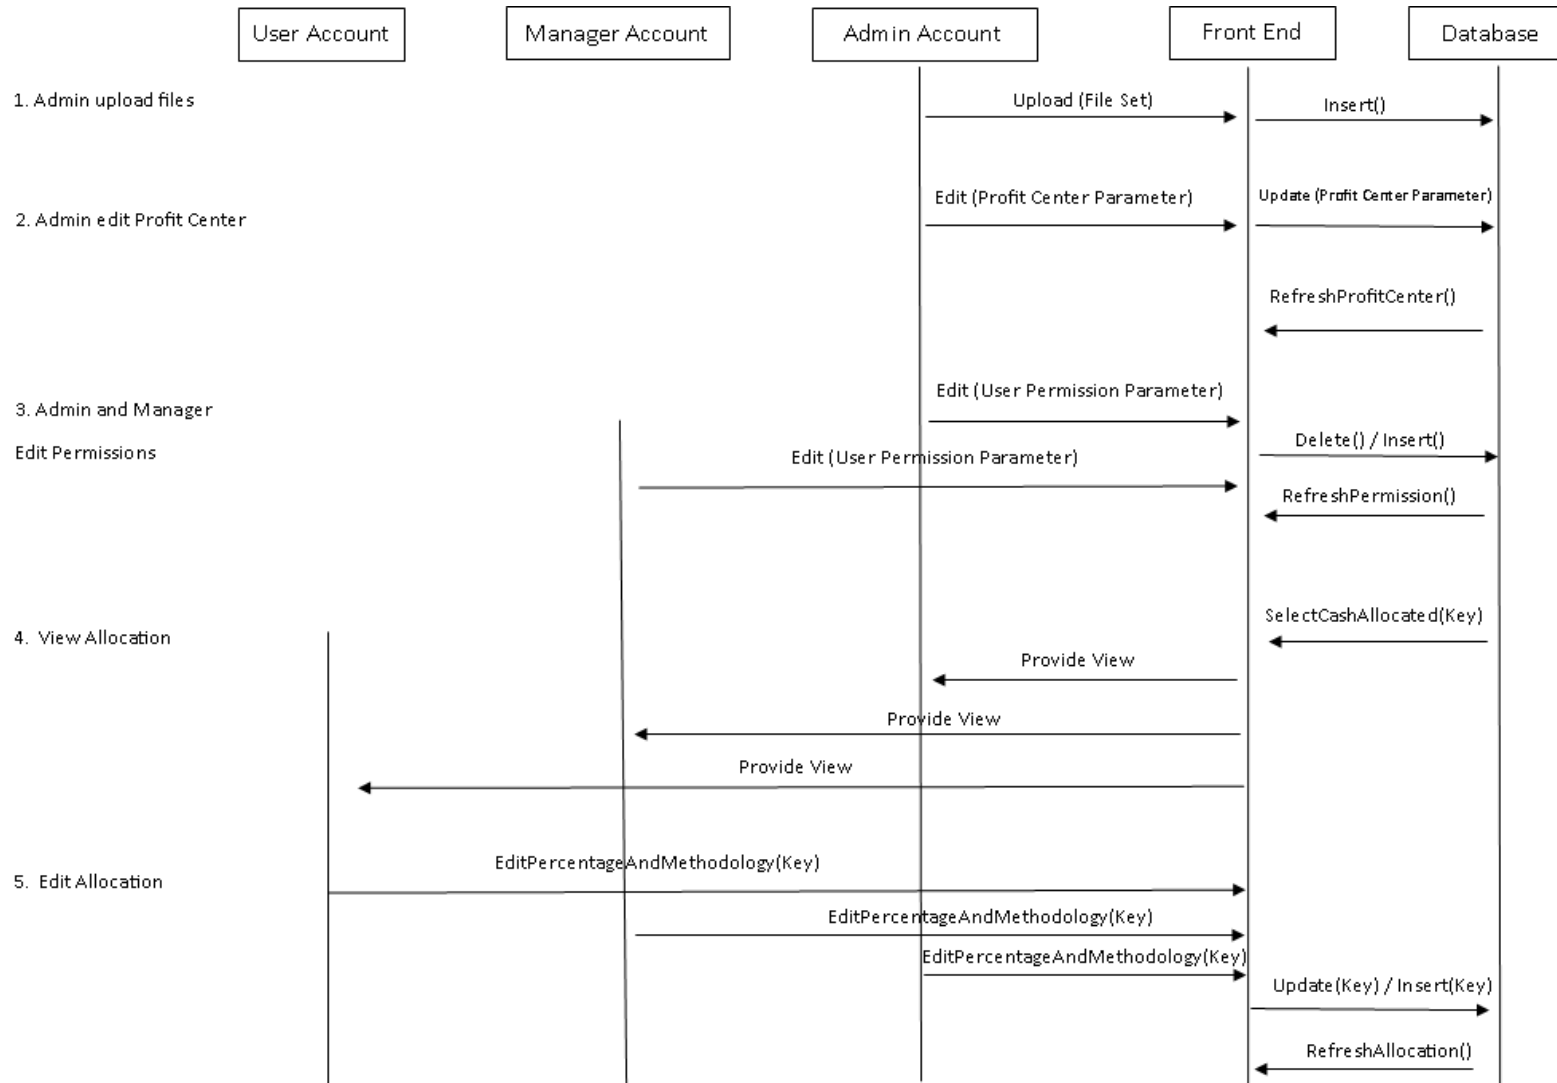 User Account
Manager Account
Admin Account
Front End
Database
1. Admin upload files
Upload (File Set)
Insert()
2. Admin edit Profit Center
Edit (Profit Center Parameter)
Update (Profit Center Parameter)
RefreshProfitCenter()
3. Admin and Manager
Edit Permissions
Edit (User Permission Parameter)
Delete() / Insert()
Edit (User Permission Parameter)
RefreshPermission()
4. View Allocation
SelectCashAllocated(Key)
Provide View
Provide View
Provide View
5. Edit Allocation
EditPercentageAndMethodology(Key)
EditPercentageAndMethodology(Key)
EditPercentageAndMethodology(Key)
Update(Key) / Insert(Key)
RefreshAllocation()